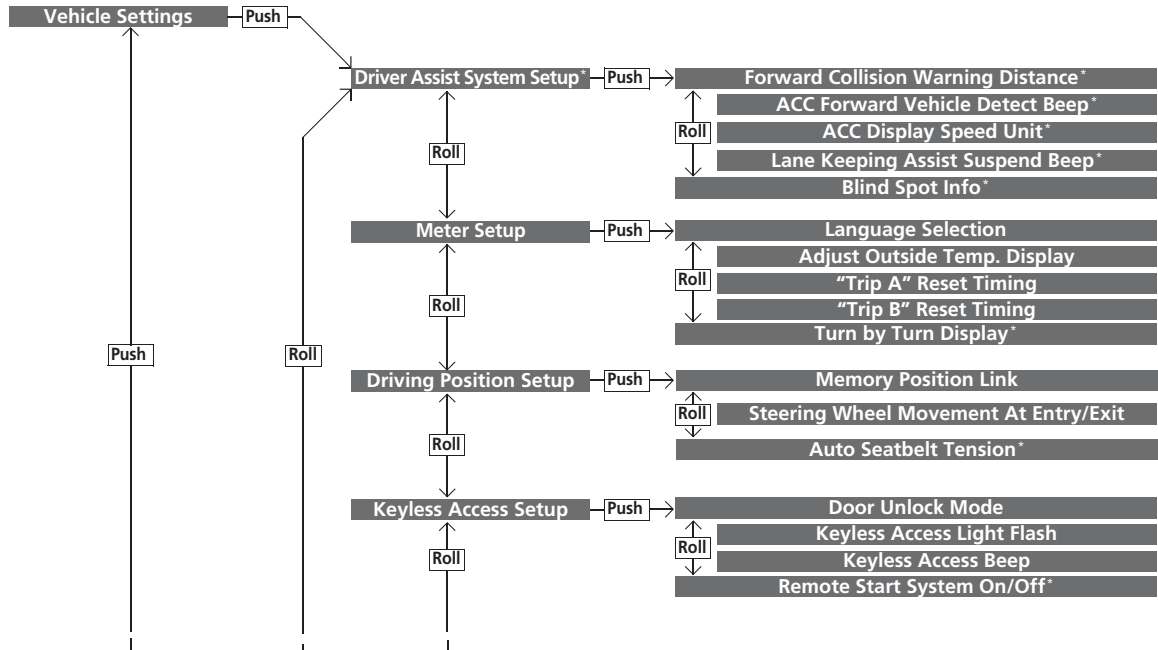 Vehicle Settings
Push
Driver Assist System Setup*
Push
Forward Collision Warning Distance*
Roll
ACC Forward Vehicle Detect Beep*
ACC Display Speed Unit*
Lane Keeping Assist Suspend Beep*
Blind Spot Info*
Roll
Meter Setup
Push
Language Selection
Roll
Adjust Outside Temp. Display
“Trip A” Reset Timing
“Trip B” Reset Timing
Turn by Turn Display*
Roll
Push
Roll
Driving Position Setup
Push
Memory Position Link
Roll
Steering Wheel Movement At Entry/Exit
Auto Seatbelt Tension*
Roll
Keyless Access Setup
Push
Door Unlock Mode
Roll
Keyless Access Light Flash
Keyless Access Beep
Remote Start System On/Off*
Roll